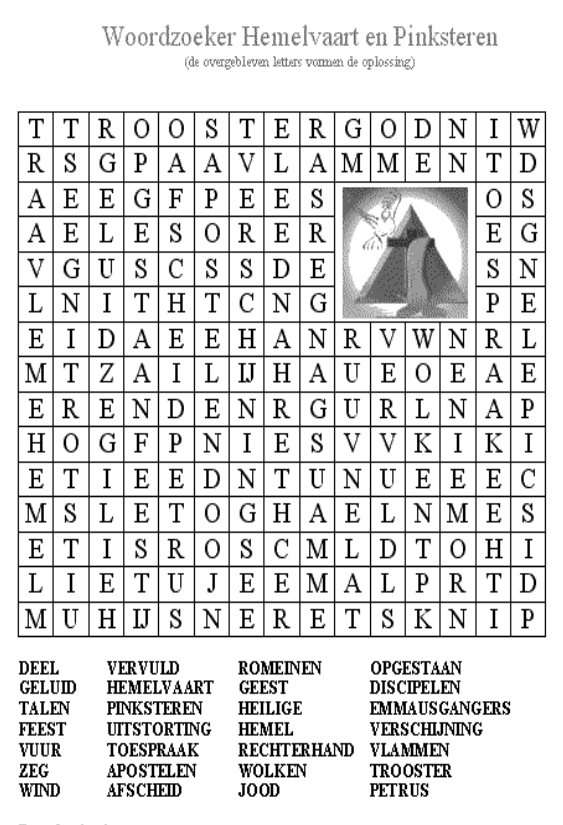 Woordzoeker Hemelvaart en Pinksteren
(de overgebleven letters vormen de oplossing)
T T R O O S T E R G O D N I W
R S G P A A V L A M M E N T D
A E E G F P E E S O S
A E L E S O R E R E G
V G U S C S S D E S N
L N I T H T C N G P E
E I D A E E H A N R V W N R L
M T Z A I L IJ H A U E O E A E
E R E N D E N R G U R L N A P
H O G F P N I E S V V K I K I
E T I E E D N T U N U E E E C
M S L E T O G H A E L N M E S
E T I S R O S C M L D T O H I
L I E T U J E E M A L P R T D
M U H IJ S N E R E T S K N I P
DEEL VERVULD ROMEINEN OPGESTAAN
GELUID HEMELVAART GEEST DISCIPELEN
TALEN PINKSTEREN HEILIGE EMMAUSGANGERS
FEEST UITSTORTING HEMEL VERSCHIJNING
VUUR TOESPRAAK RECHTERHAND VLAMMEN
ZEG APOSTELEN WOLKEN TROOSTER
WIND AFSCHEID JOOD PETRUS